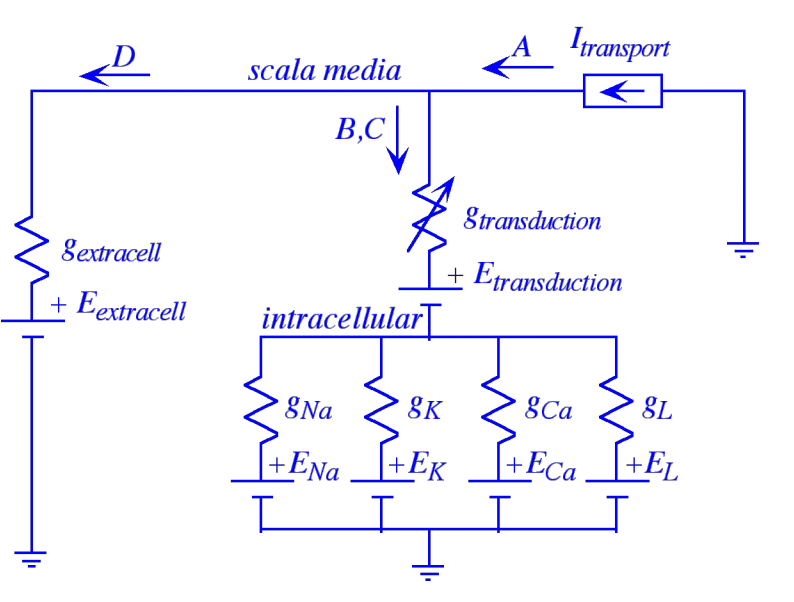 D
scala media
A
Itransport
B,C
gtransduction
+ Etransduction
gextracell
+ Eextracell
intracellular
gNa
gK
gCa
gL
+ENa
+EK
+ECa
+EL